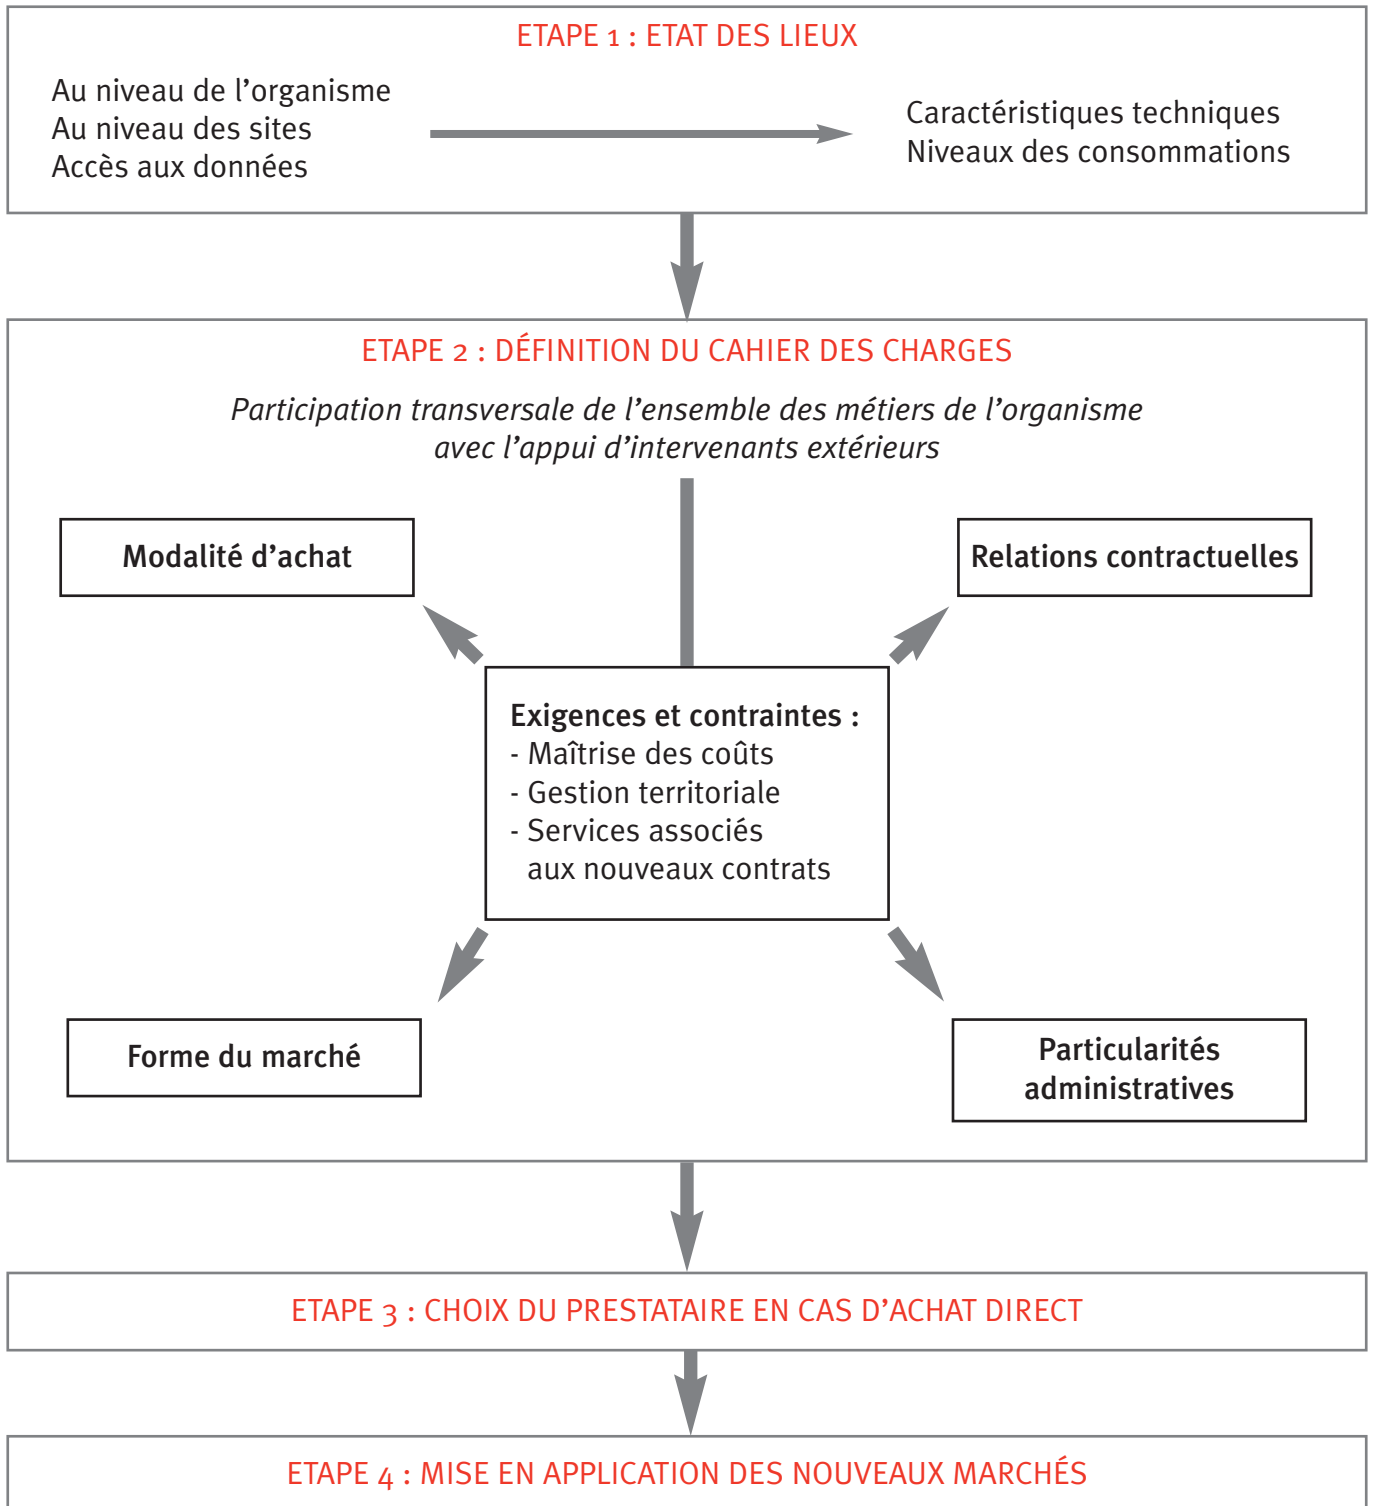 ETAPE 1 : ETAT DES LIEUX
Au niveau de l’organisme
Au niveau des sites
Accès aux données
Caractéristiques techniques
Niveaux des consommations
ETAPE 2 : DÉFINITION DU CAHIER DES CHARGES
Participation transversale de l’ensemble des métiers de l’organisme
avec l’appui d’intervenants extérieurs
Modalité d’achat
Relations contractuelles
Exigences et contraintes :
- Maîtrise des coûts
- Gestion territoriale
- Services associés
aux nouveaux contrats
Forme du marché
Particularités
administratives
ETAPE 3 : CHOIX DU PRESTATAIRE EN CAS D’ACHAT DIRECT
ETAPE 4 : MISE EN APPLICATION DES NOUVEAUX MARCHÉS